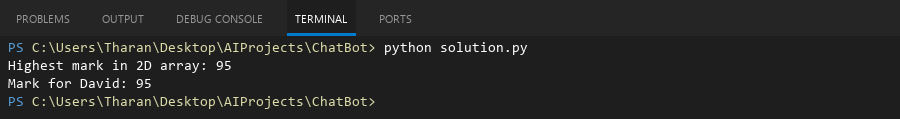 PROBLEMS OUTPUT DEBUG CONSOLE TERMINAL PORTS
PS C:\Users\Tharan\Desktop\AIProjects\ChatBot> python solution.py
Highest mark in 2D array: 95
Mark for David: 95
PS C:\Users\Tharan\Desktop\AIProjects\ChatBot>